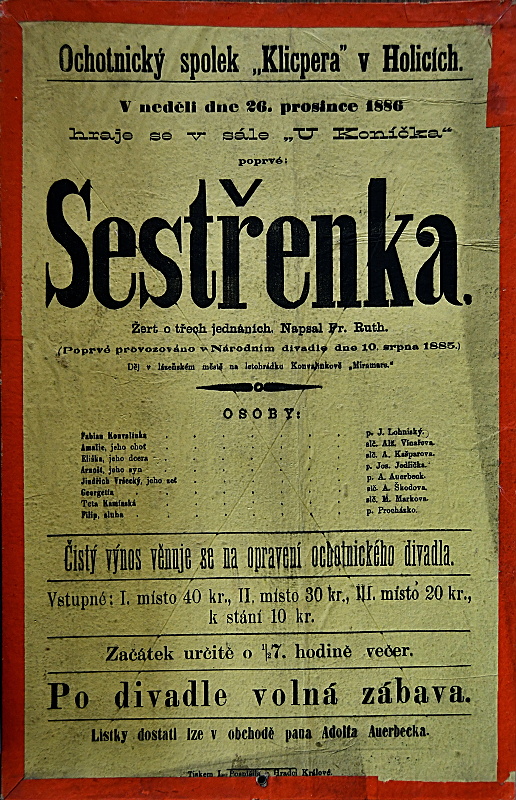 Ochotnický spolek „Klicpera" v Holicích.
V neděli dne 26. prosince 1886
hraje se v sále „U Koníčka"
poprvé:
Sestřenka.
Žert o třech jednáních. Napsal Fr. Ruth.
(Poprvé provozováno v Národním divadle dne 10. srpna 1885.)
Děj v lázeňském městě na letohrádku Konvalinkově „Miramare."
OSOBY:
Fabian Konvalinka . . . . . . p. J. Lohniský.
Amalie, jeho choť . . . . . . slč. Alž. Vicařova.
Eliška, jeho dcera . . . . . . slč. A. Kašparova.
Arnošt, jeho syn . . . . . . p. Jos. Jedlička.
Jindřich Vršecký, jeho zeť . . . . . . p. A. Auerbeck.
Georgetta . . . . . . slč. A. Škodova.
Teta Kamínská . . . . . . slč. M. Markova.
Filip, sluha . . . . . . p. Procházko.
Čistý výnos věnuje se na opravení ochotnického divadla.
Vstupné: I. místo 40 kr., II. místo 30 kr., III. místo 20 kr.,
k stání 10 kr.
Začátek určitě o ½7. hodině večer.
Po divadle volná zábava.
Lístky dostati lze v obchodě pana Adolfa Auerbecka.
Tiskem L. Pospíšila v Hradci Králové.